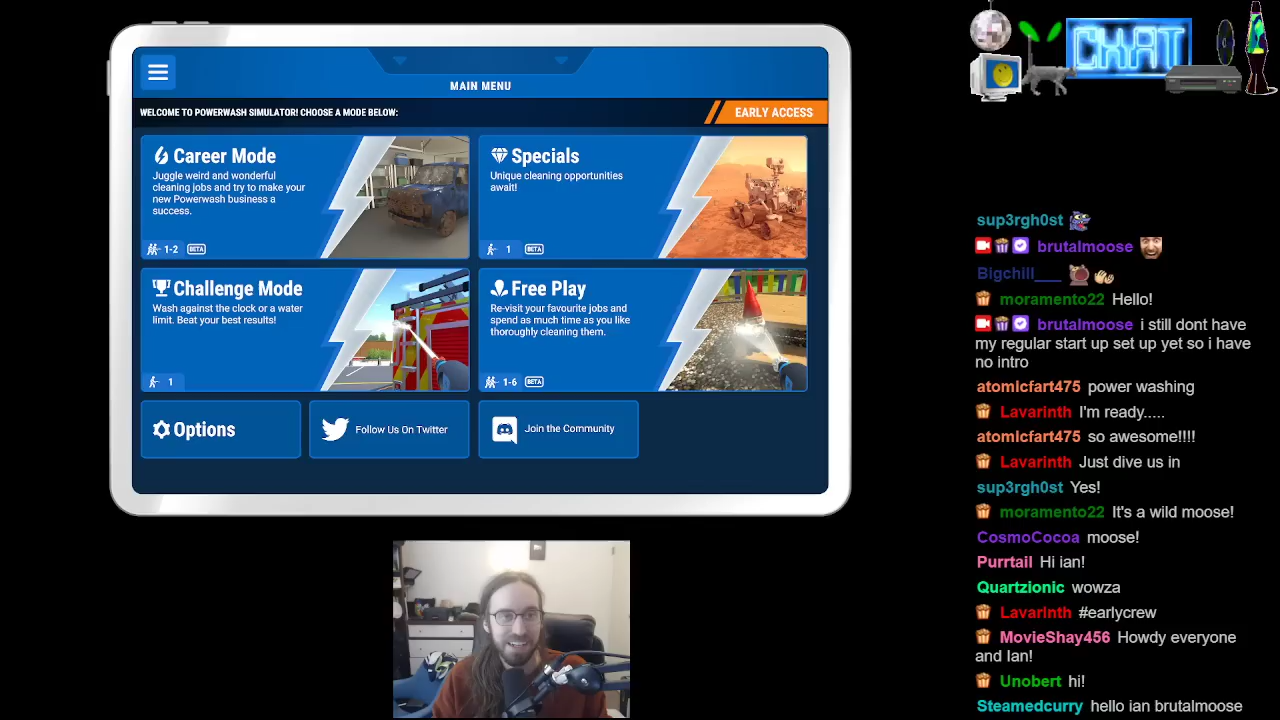 MAIN MENU
WELCOME TO POWERWASH SIMULATOR! CHOOSE A MODE BELOW:
EARLY ACCESS
Career Mode
Juggle weird and wonderful
cleaning jobs and try to make your
new Powerwash business a
success.
1-2 BETA
Specials
Unique cleaning opportunities
await!
1 BETA
Challenge Mode
Wash against the clock or a water
limit. Beat your best results!
1
Free Play
Re-visit your favourite jobs and
spend as much time as you like
thoroughly cleaning them.
1-6 BETA
Options
Follow Us On Twitter
Join the Community
CHAT
sup3rgh0st
brutalmoose
Bigchill___
moramento22 Hello!
brutalmoose i still dont have
my regular start up set up yet so i have
no intro
atomicfart475 power washing
Lavarinth I'm ready.....
atomicfart475 so awesome!!!!
Lavarinth Just dive us in
sup3rgh0st Yes!
moramento22 It's a wild moose!
CosmoCocoa moose!
Purrtail Hi ian!
Quartzionic wowza
Lavarinth #earlycrew
MovieShay456 Howdy everyone
and Ian!
Unobert hi!
Steamedcurry hello ian brutalmoose